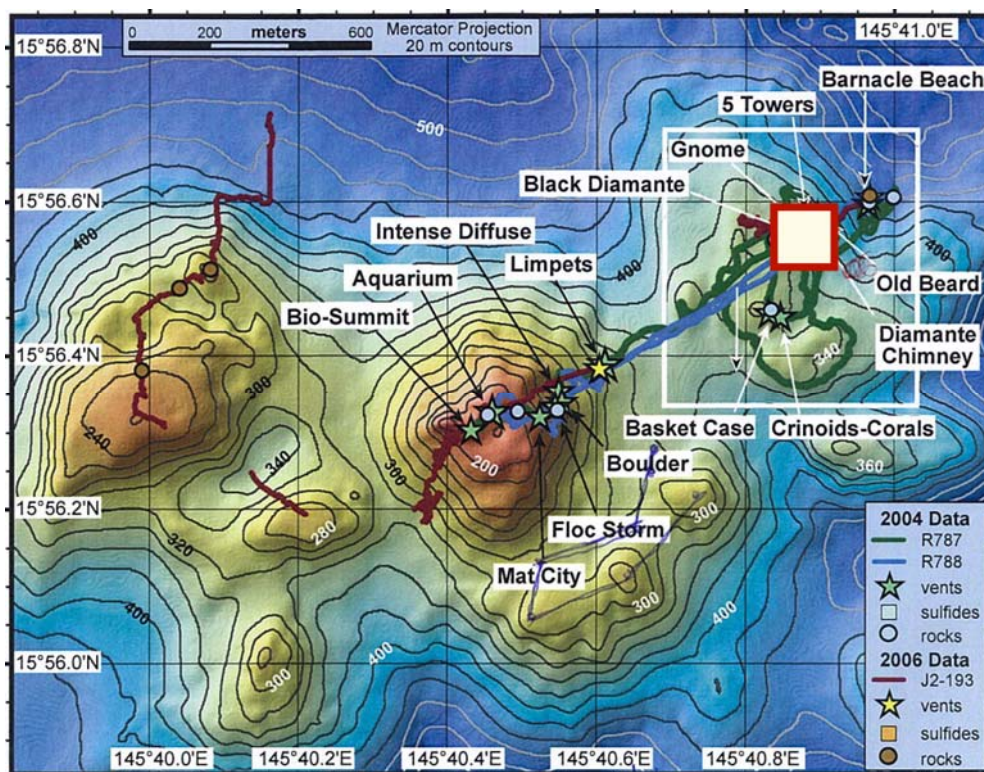 0 200 meters 600
Mercator Projection
20 m contours
145°41.0'E
15°56.8'N
Barnacle Beach
500
5 Towers
Gnome
Black Diamante
15°56.6'N
400
400
400
400
Intense Diffuse
Limpets
Aquarium
Bio-Summit
Old Beard
Diamante
Chimney
300
340
15°56.4'N
240
300
200
340
Basket Case
Crinoids-Corals
360
Boulder
15°56.2'N
280
300
320
Floc Storm
Mat City
300
400
400
400
15°56.0'N
300
145°40.0'E
145°40.2'E
145°40.4'E
145°40.6'E
145°40.8'E
2004 Data
R787
R788
vents
sulfides
rocks
2006 Data
J2-193
vents
sulfides
rocks